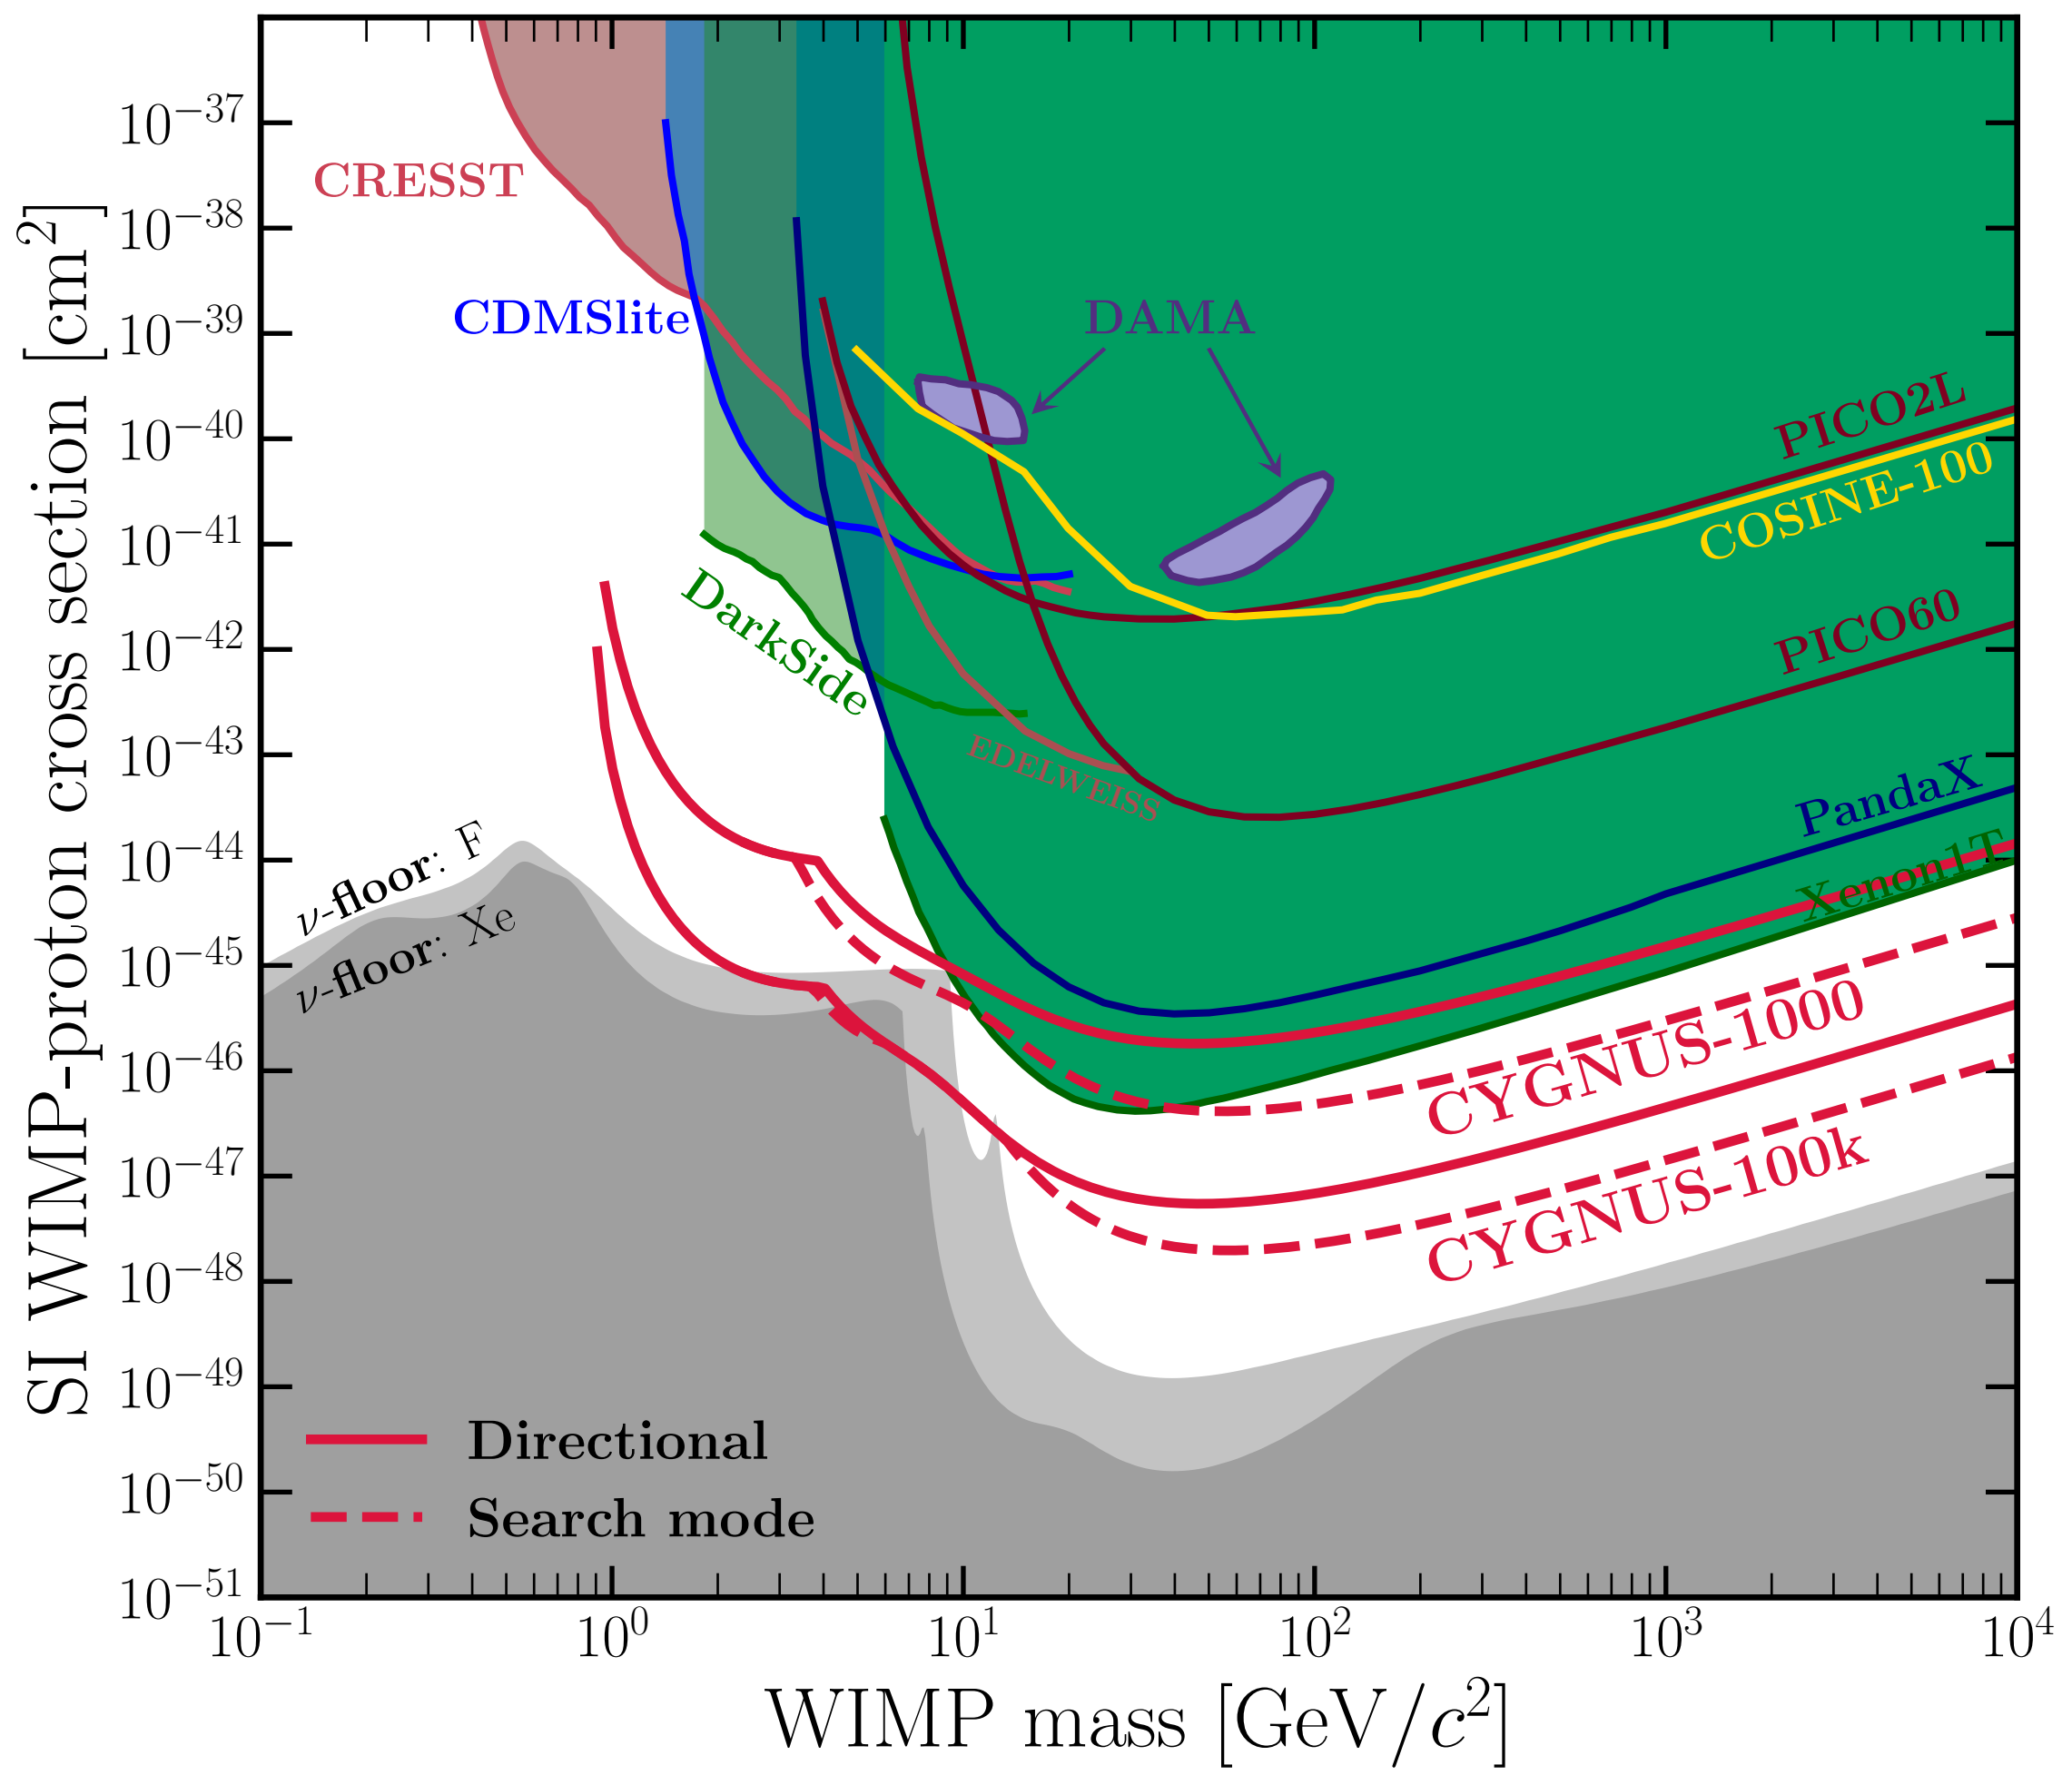 SI WIMP-proton cross section [cm²]
10⁻³⁷
10⁻³⁸
10⁻³⁹
10⁻⁴⁰
10⁻⁴¹
10⁻⁴²
10⁻⁴³
10⁻⁴⁴
10⁻⁴⁵
10⁻⁴⁶
10⁻⁴⁷
10⁻⁴⁸
10⁻⁴⁹
10⁻⁵⁰
10⁻⁵¹
CRESST
CDMSlite
DAMA
PICO2L
COSINE-100
DarkSide
PICO60
EDELWEISS
PandaX
Xenon1T
ν-floor: F
ν-floor: Xe
CYGNUS-1000
CYGNUS-100k
Directional
Search mode
10⁻¹
10⁰
10¹
10²
10³
10⁴
WIMP mass [GeV/c²]